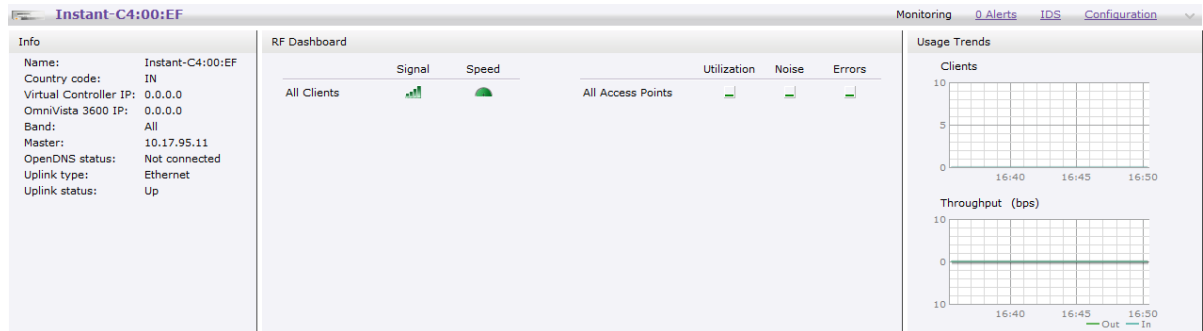 Instant-C4:00:EF
Monitoring 0 Alerts IDS Configuration
Info
Name: Instant-C4:00:EF
Country code: IN
Virtual Controller IP: 0.0.0.0
OmniVista 3600 IP: 0.0.0.0
Band: All
Master: 10.17.95.11
OpenDNS status: Not connected
Uplink type: Ethernet
Uplink status: Up
RF Dashboard
Signal Speed
All Clients
Utilization Noise Errors
All Access Points
Usage Trends
Clients
10
5
0
16:40 16:45 16:50
Throughput (bps)
10
0
10
16:40 16:45 16:50
Out In